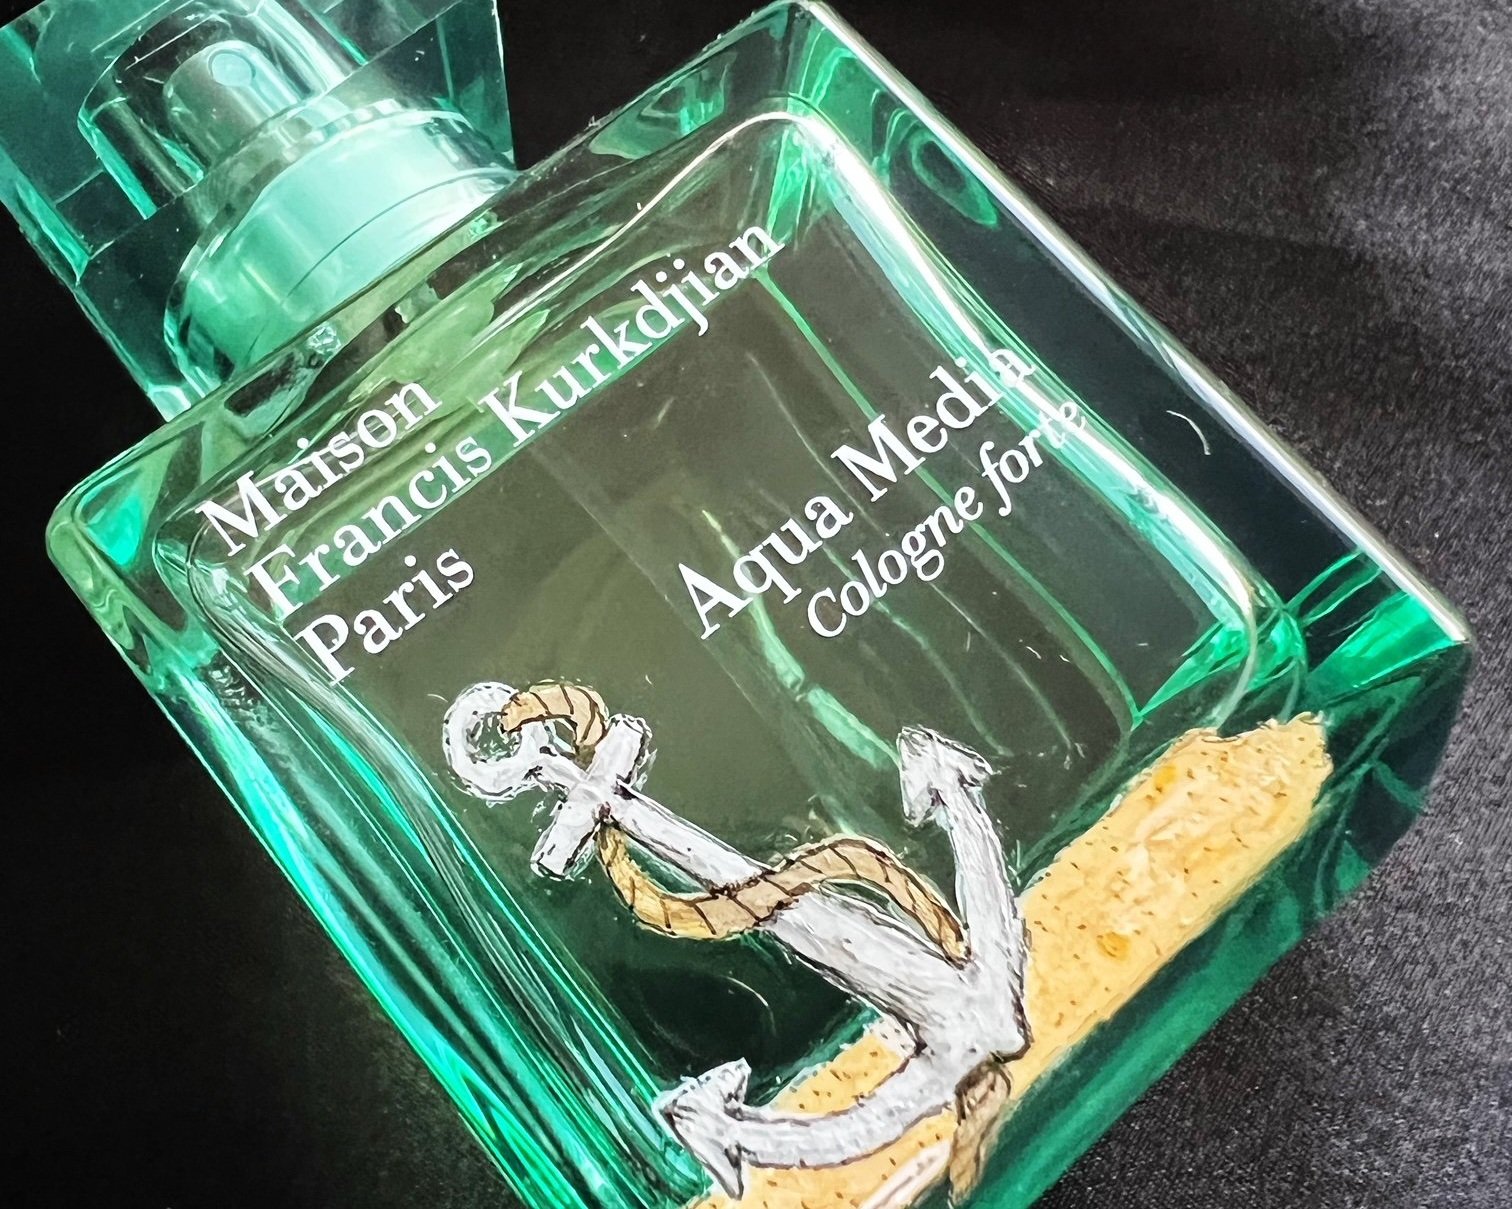 Maison
Francis Kurkdjian
Paris
Aqua Media
Cologne forte